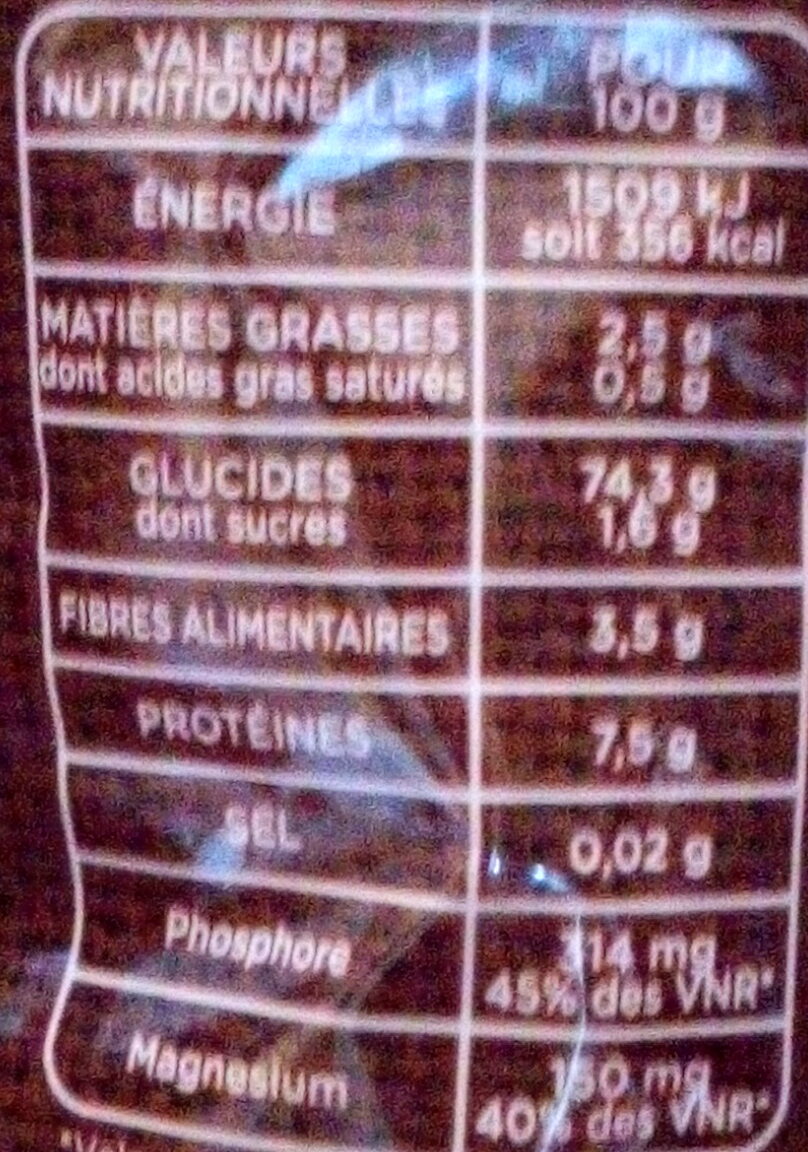 VALEURS POUR
NUTRITIONNELLES 100 g
ÉNERGIE 1509 kJ
soit 356 kcal
MATIÈRES GRASSES 2,5 g
dont acides gras saturés 0,5 g
GLUCIDES 74,3 g
dont sucres 1,6 g
FIBRES ALIMENTAIRES 3,5 g
PROTÉINES 7,5 g
SEL 0,02 g
Phosphore 314 mg
45% des VNR*
Magnesium 150 mg
40% des VNR*